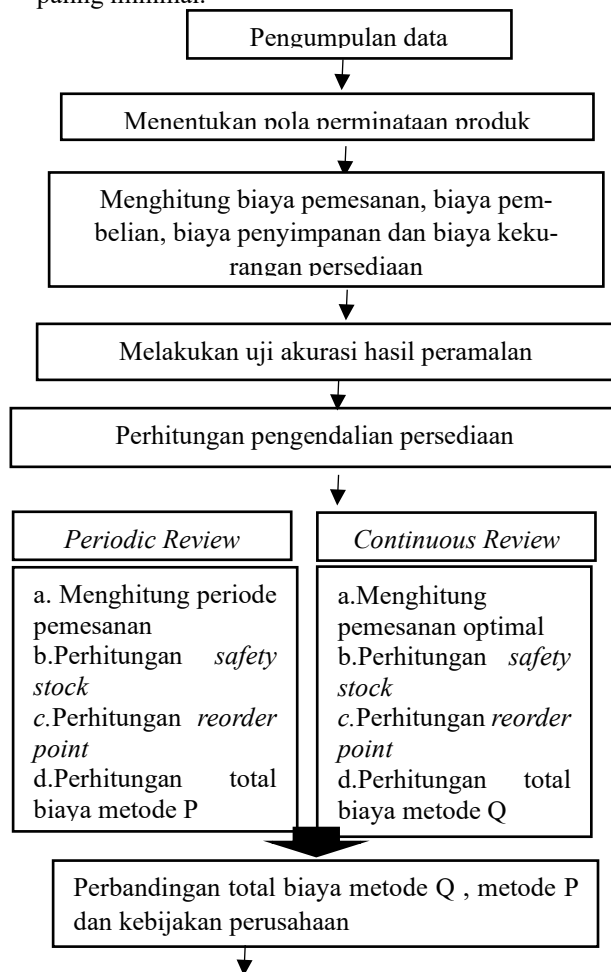 paling minimal.
Pengumpulan data
Menentukan pola perminataan produk
Menghitung biaya pemesanan, biaya pem-
belian, biaya penyimpanan dan biaya keku-
rangan persediaan
Melakukan uji akurasi hasil peramalan
Perhitungan pengendalian persediaan
Periodic Review
a. Menghitung periode
pemesanan
b.Perhitungan safety
stock
c.Perhitungan reorder
point
d.Perhitungan total
biaya metode P
Continuous Review
a.Menghitung
pemesanan optimal
b.Perhitungan safety
stock
c.Perhitungan reorder
point
d.Perhitungan total
biaya metode Q
Perbandingan total biaya metode Q , metode P
dan kebijakan perusahaan